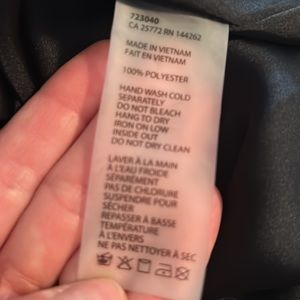 723040
CA 25772 RN 144262
MADE IN VIETNAM
FAIT EN VIETNAM
100% POLYESTER
HAND WASH COLD
SEPARATELY
DO NOT BLEACH
HANG TO DRY
IRON ON LOW
INSIDE OUT
DO NOT DRY CLEAN
LAVER À LA MAIN
À L'EAU FROIDE
SÉPARÉMENT
PAS DE CHLORURE
SUSPENDRE POUR
SÉCHER
REPASSER À BASSE
TEMPÉRATURE
À L'ENVERS
NE PAS NETTOYER À SEC